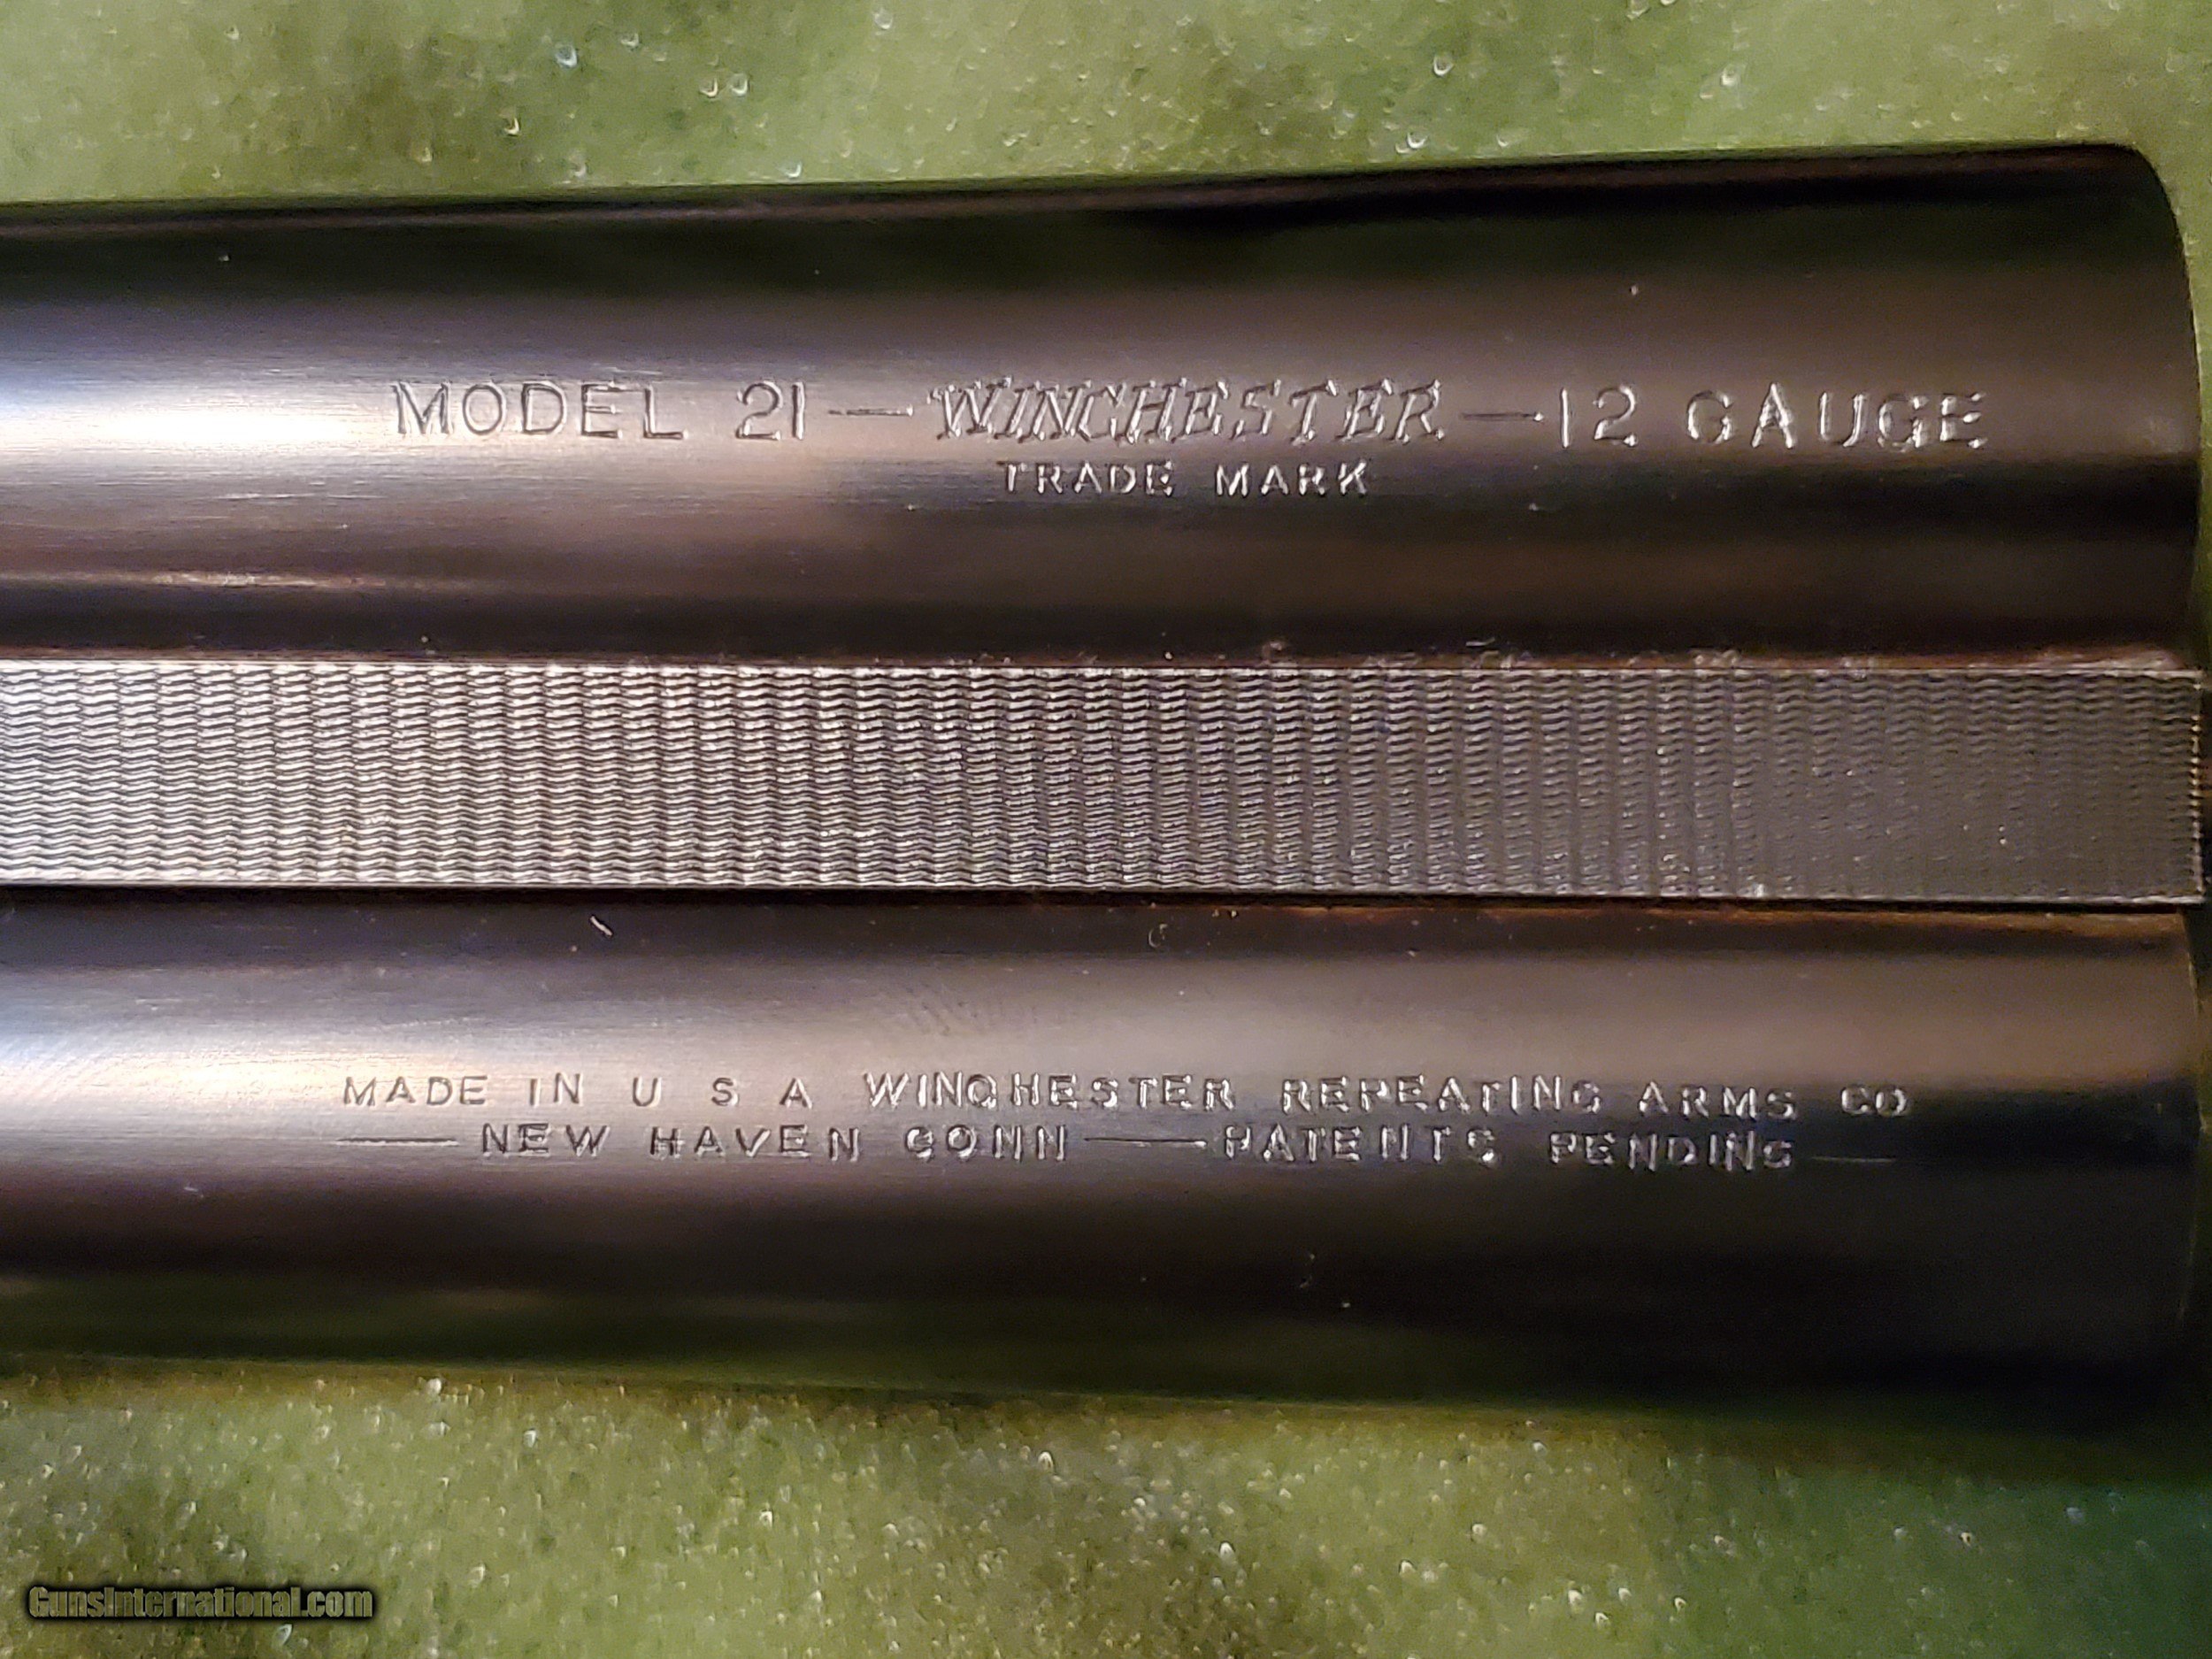 MODEL 21 — WINCHESTER — 12 GAUGE
TRADE MARK
MADE IN U S A WINCHESTER REPEATING ARMS CO
— NEW HAVEN CONN — PATENTS PENDING —
GunsInternational.com